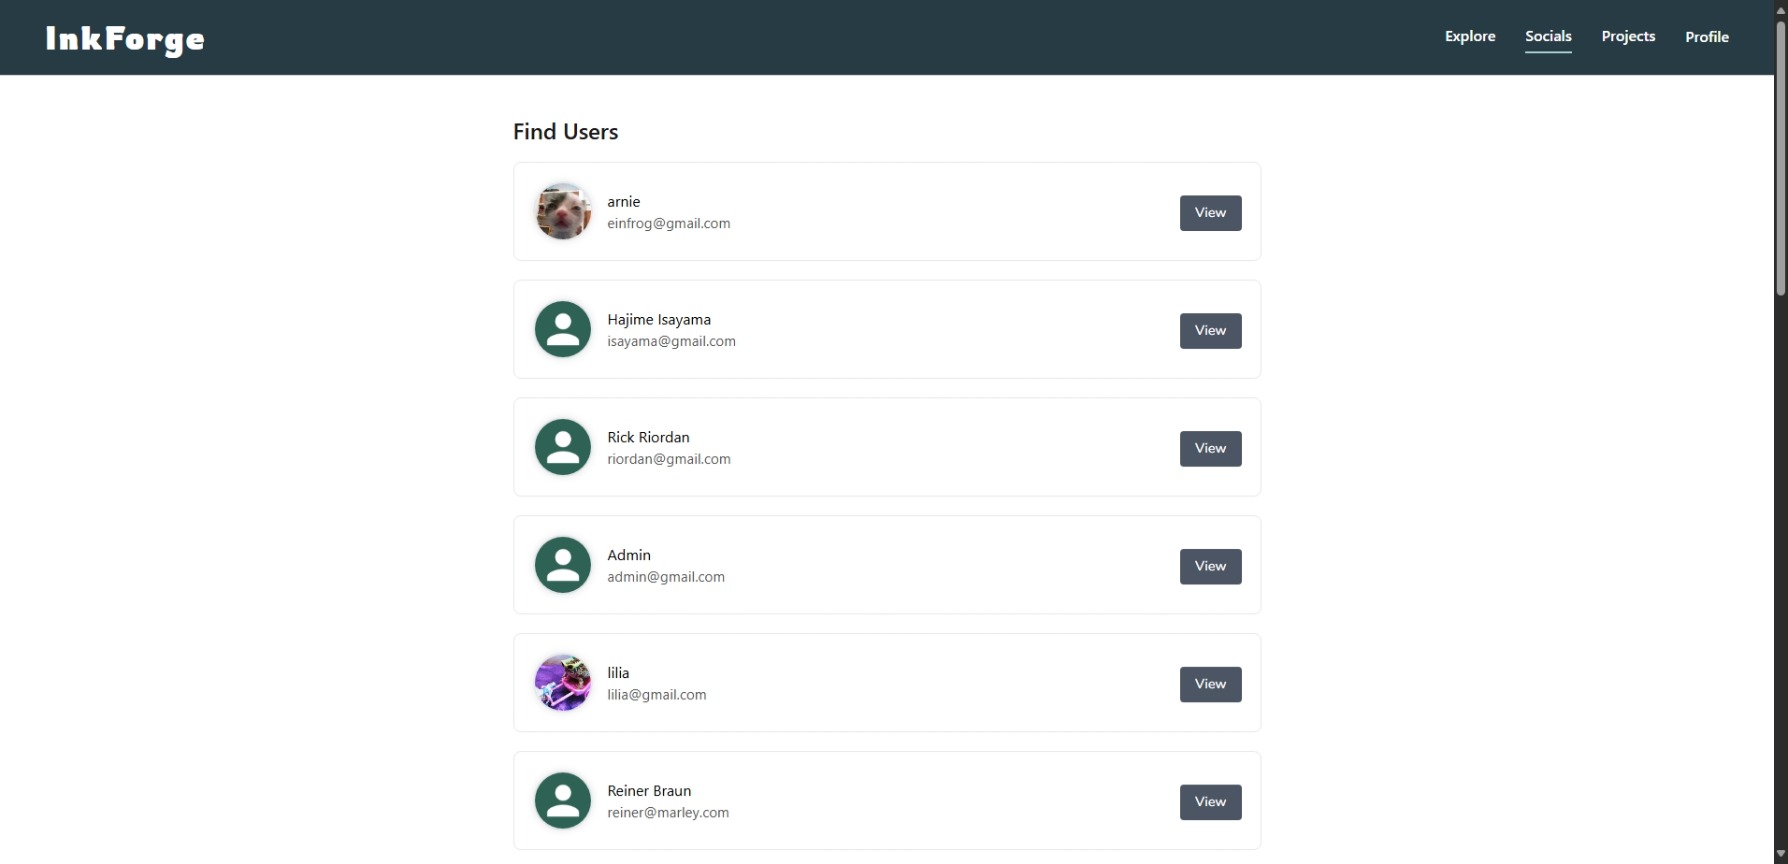 InkForge
Explore
Socials
Projects
Profile
Find Users
arnie
einfrog@gmail.com
View
Hajime Isayama
isayama@gmail.com
View
Rick Riordan
riordan@gmail.com
View
Admin
admin@gmail.com
View
lilia
lilia@gmail.com
View
Reiner Braun
reiner@marley.com
View